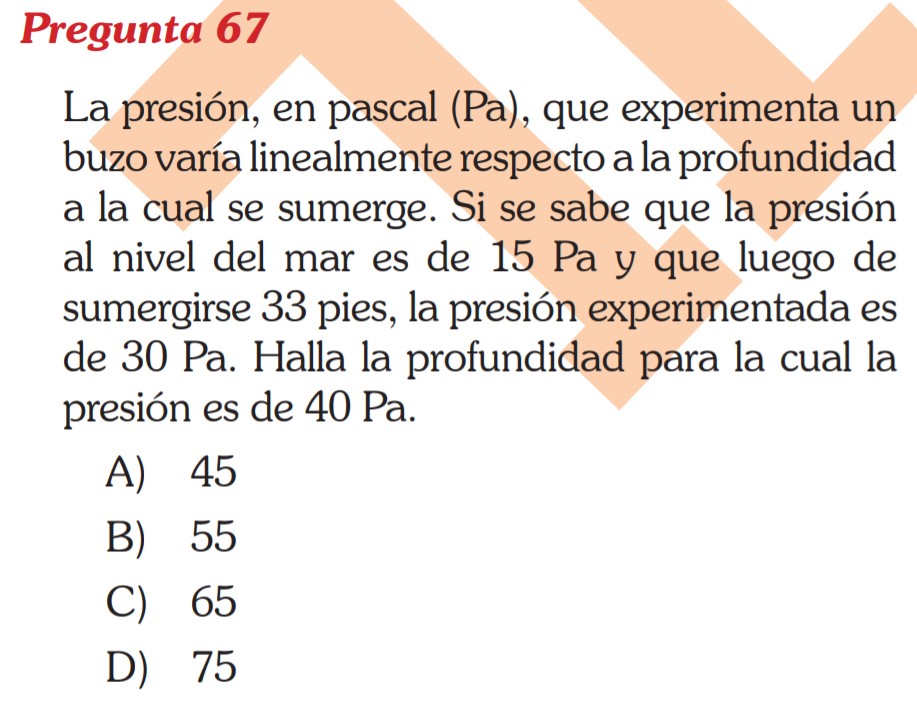 Pregunta 67
La presión, en pascal (Pa), que experimenta un
buzo varía linealmente respecto a la profundidad
a la cual se sumerge. Si se sabe que la presión
al nivel del mar es de 15 Pa y que luego de
sumergirse 33 pies, la presión experimentada es
de 30 Pa. Halla la profundidad para la cual la
presión es de 40 Pa.
A) 45
B) 55
C) 65
D) 75